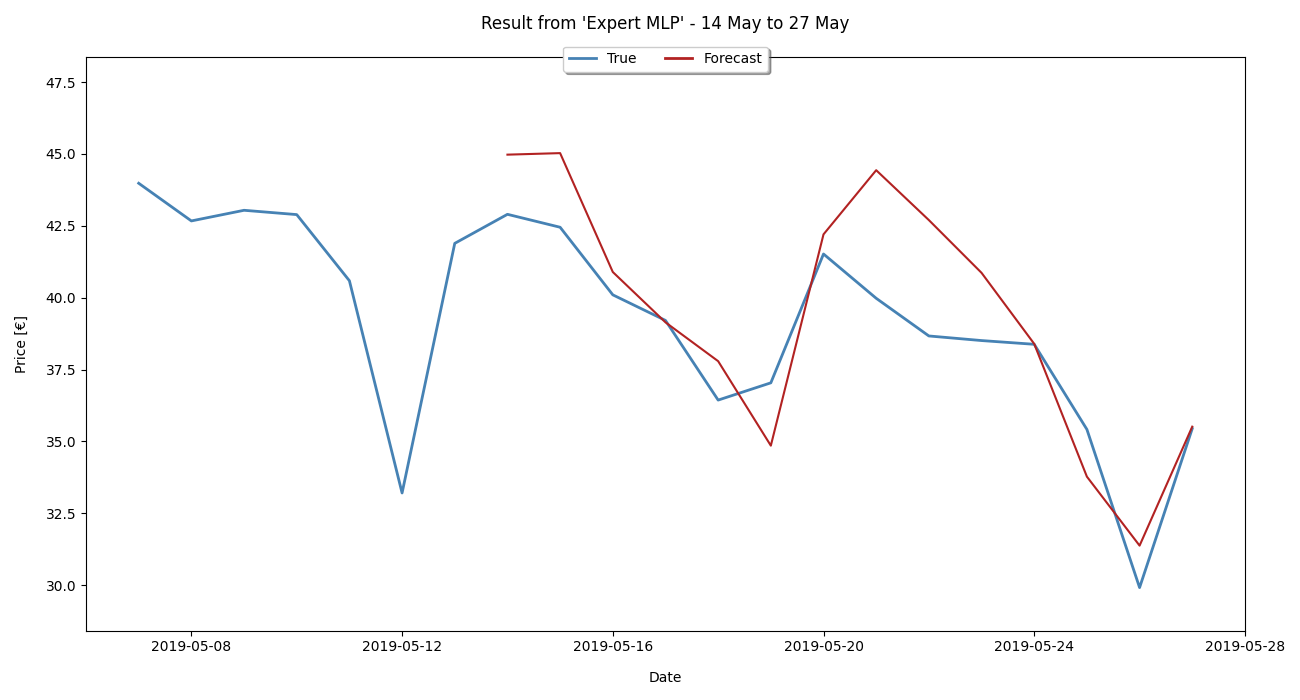 Result from 'Expert MLP' - 14 May to 27 May
True
Forecast
47.5
45.0
42.5
40.0
37.5
35.0
32.5
30.0
Price [€]
2019-05-08
2019-05-12
2019-05-16
2019-05-20
2019-05-24
2019-05-28
Date